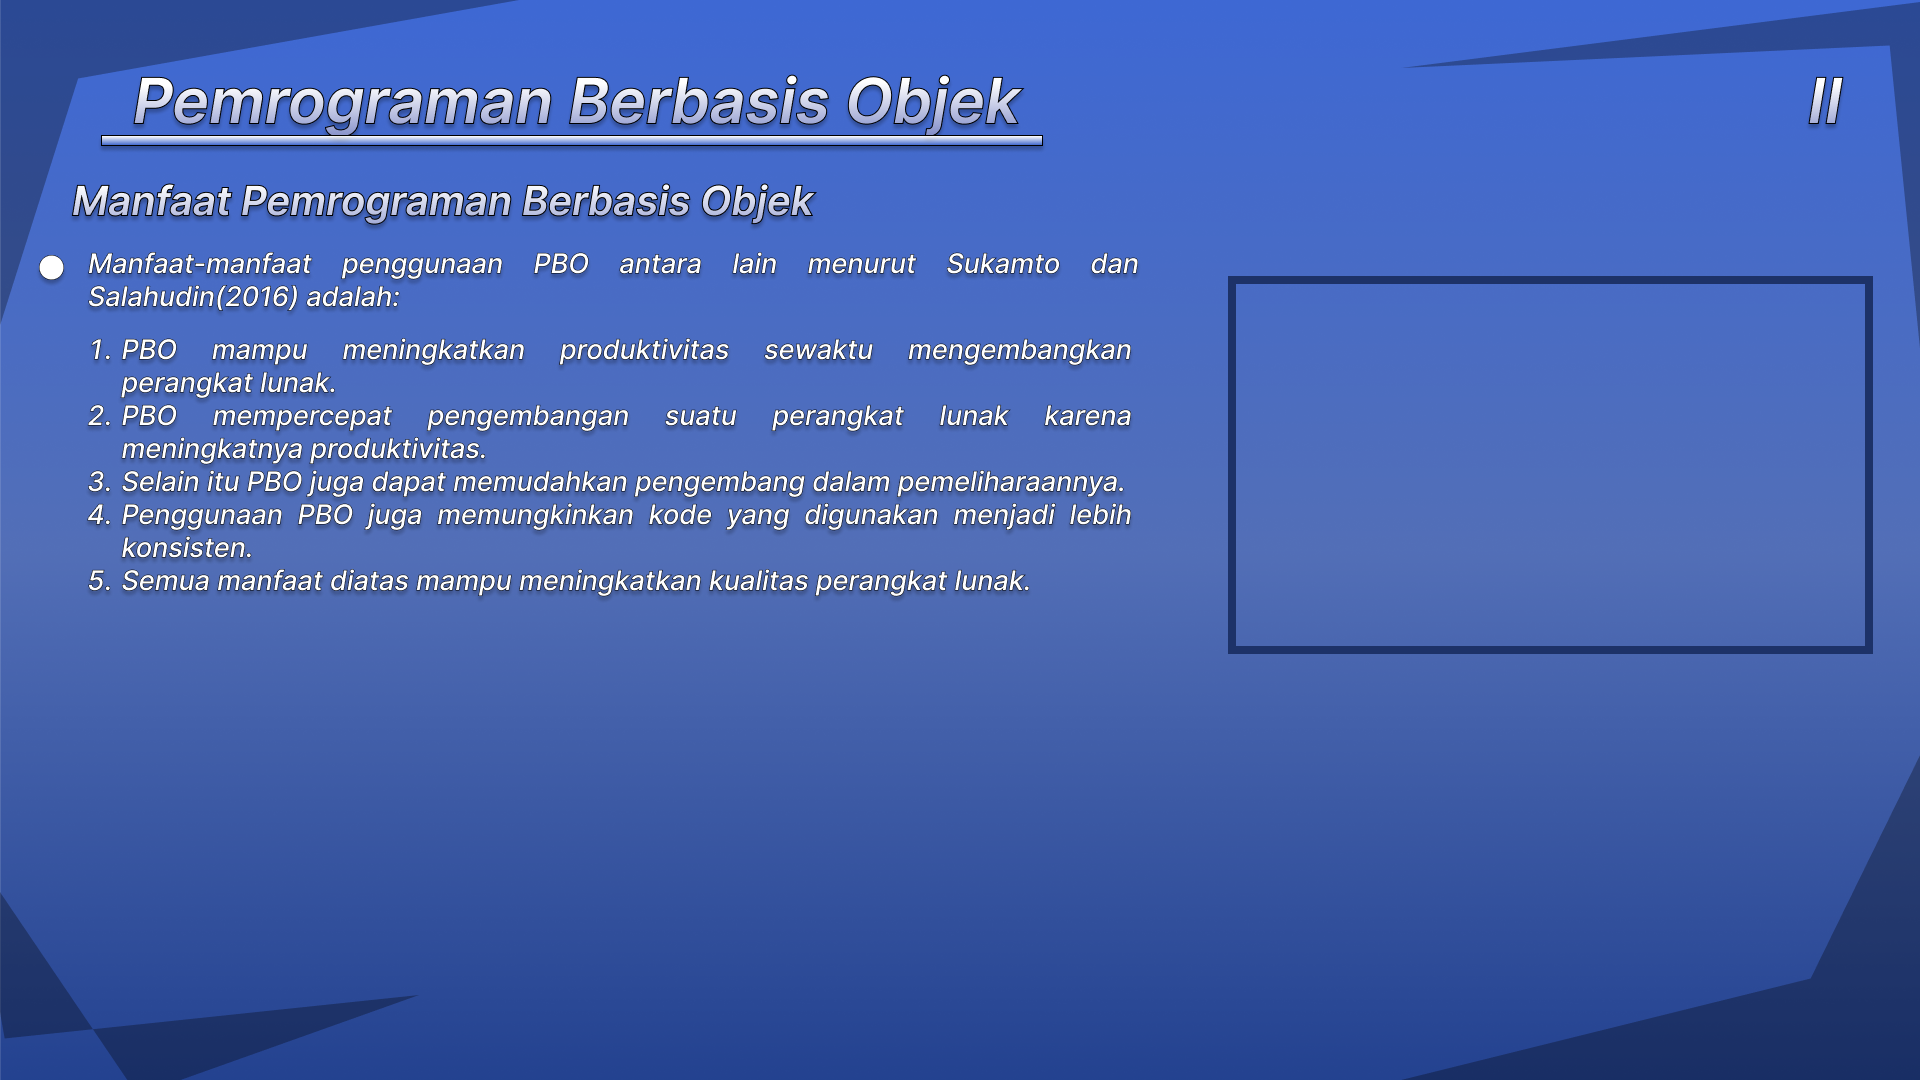 Pemrograman Berbasis Objek
II
Manfaat Pemrograman Berbasis Objek
Manfaat-manfaat penggunaan PBO antara lain menurut Sukamto dan
Salahudin(2016) adalah:
1. PBO mampu meningkatkan produktivitas sewaktu mengembangkan
perangkat lunak.
2. PBO mempercepat pengembangan suatu perangkat lunak karena
meningkatnya produktivitas.
3. Selain itu PBO juga dapat memudahkan pengembang dalam pemeliharaannya.
4. Penggunaan PBO juga memungkinkan kode yang digunakan menjadi lebih
konsisten.
5. Semua manfaat diatas mampu meningkatkan kualitas perangkat lunak.